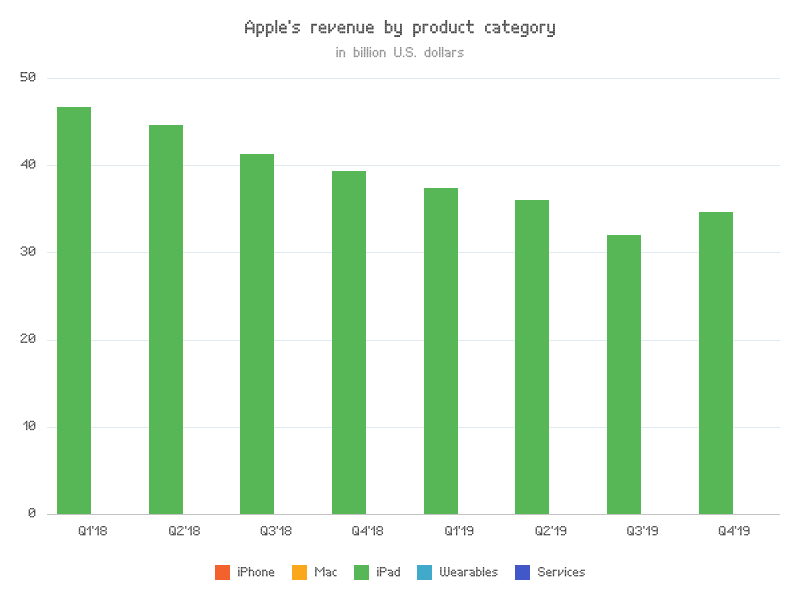 Apple's revenue by product category
in billion U.S. dollars
50
40
30
20
10
0
Q1'18 Q2'18 Q3'18 Q4'18 Q1'19 Q2'19 Q3'19 Q4'19
iPhone Mac iPad Wearables Services